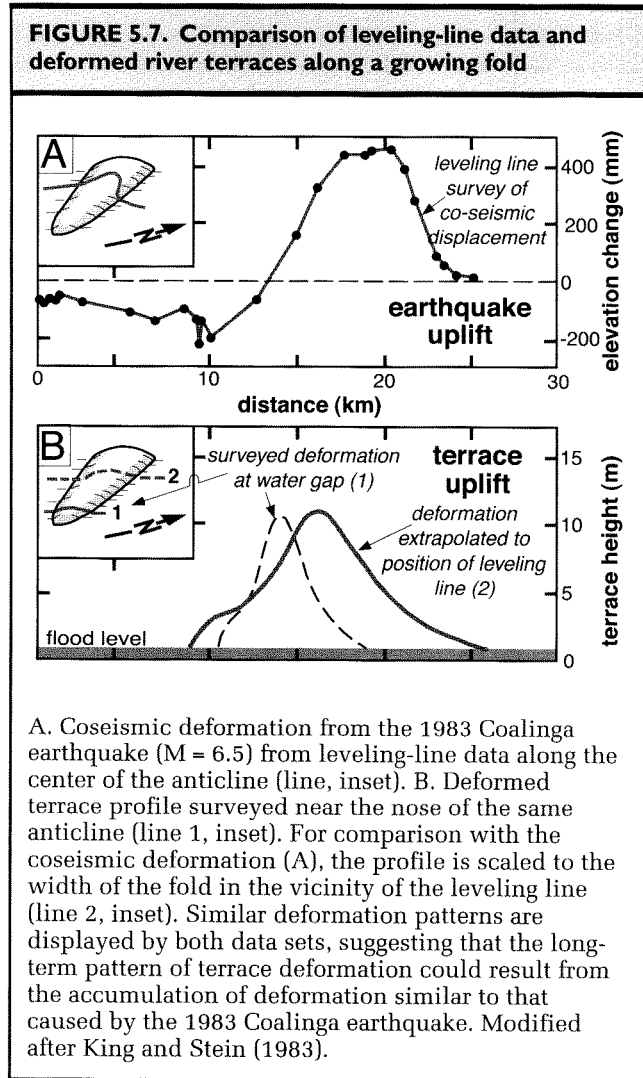 FIGURE 5.7. Comparison of leveling-line data and
deformed river terraces along a growing fold
A
N
leveling line
survey of
co-seismic
displacement
400
200
0
-200
elevation change (mm)
earthquake
uplift
0
10
20
30
distance (km)
B
2
1
N
surveyed deformation
at water gap (1)
terrace
uplift
deformation
extrapolated to
position of leveling
line (2)
15
10
5
0
terrace height (m)
flood level
A. Coseismic deformation from the 1983 Coalinga
earthquake (M = 6.5) from leveling-line data along the
center of the anticline (line, inset). B. Deformed
terrace profile surveyed near the nose of the same
anticline (line 1, inset). For comparison with the
coseismic deformation (A), the profile is scaled to the
width of the fold in the vicinity of the leveling line
(line 2, inset). Similar deformation patterns are
displayed by both data sets, suggesting that the long-
term pattern of terrace deformation could result from
the accumulation of deformation similar to that
caused by the 1983 Coalinga earthquake. Modified
after King and Stein (1983).